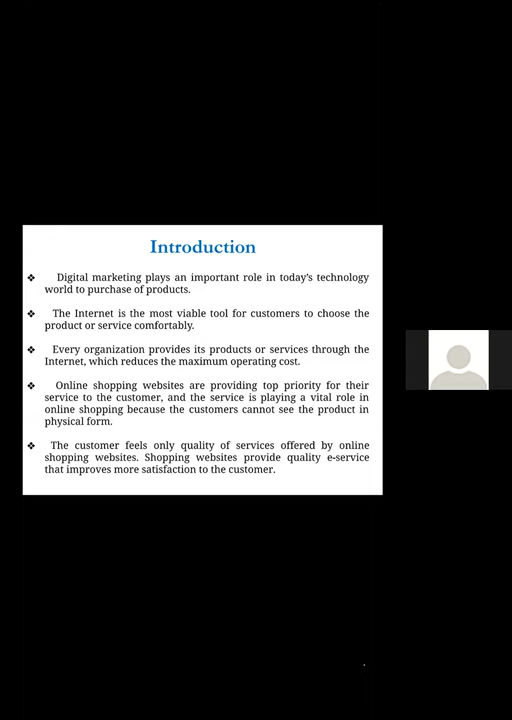 Introduction
❖ Digital marketing plays an important role in today's technology
world to purchase of products.
❖ The Internet is the most viable tool for customers to choose the
product or service comfortably.
❖ Every organization provides its products or services through the
Internet, which reduces the maximum operating cost.
❖ Online shopping websites are providing top priority for their
service to the customer, and the service is playing a vital role in
online shopping because the customers cannot see the product in
physical form.
❖ The customer feels only quality of services offered by online
shopping websites. Shopping websites provide quality e-service
that improves more satisfaction to the customer.